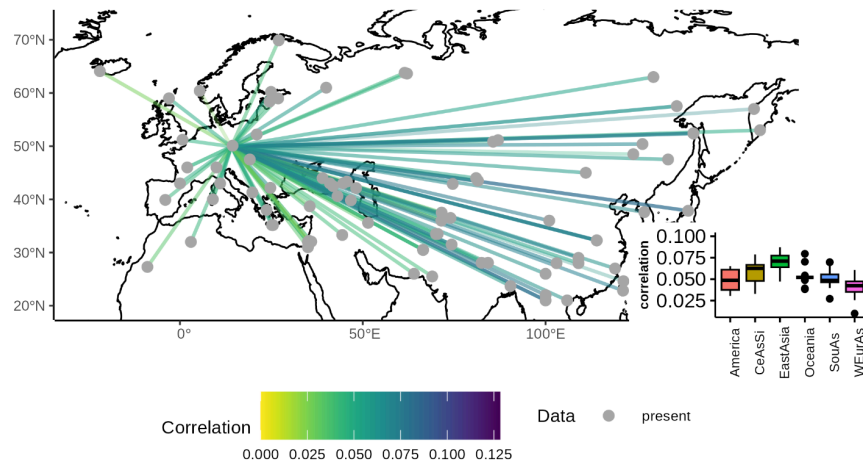 70°N
60°N
50°N
40°N
30°N
20°N
0°
50°E
100°E
correlation
0.100
0.075
0.050
0.025
America
CeAsSi
EastAsia
Oceania
SouAs
WEurAs
Correlation
0.000 0.025 0.050 0.075 0.100 0.125
Data
present